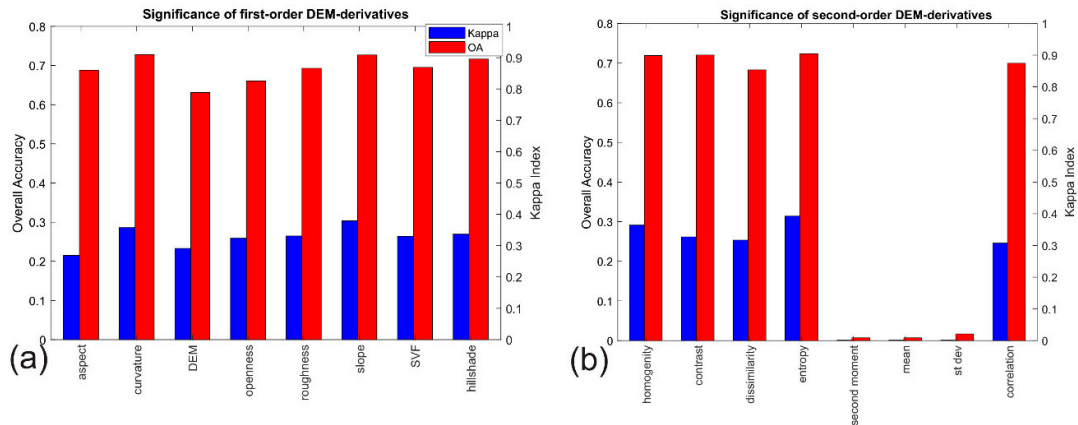 Significance of first-order DEM-derivatives
Kappa
OA
Overall Accuracy
0.8
0.7
0.6
0.5
0.4
0.3
0.2
0.1
0
Kappa Index
1
0.9
0.8
0.7
0.6
0.5
0.4
0.3
0.2
0.1
0
aspect
curvature
DEM
openness
roughness
slope
SVF
hillshade
(a)
Significance of second-order DEM-derivatives
Overall Accuracy
0.8
0.7
0.6
0.5
0.4
0.3
0.2
0.1
0
Kappa Index
1
0.9
0.8
0.7
0.6
0.5
0.4
0.3
0.2
0.1
0
homogenity
contrast
dissimilarity
entropy
second moment
mean
st dev
correlation
(b)